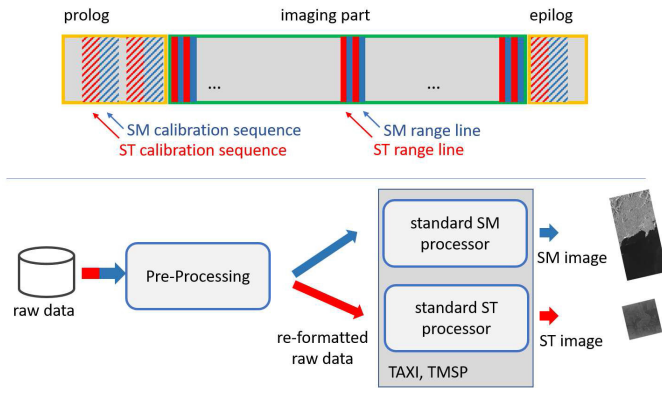 prolog
imaging part
epilog
...
...
SM calibration sequence
ST calibration sequence
SM range line
ST range line
raw data
Pre-Processing
re-formatted
raw data
standard SM
processor
standard ST
processor
TAXI, TMSP
SM image
ST image